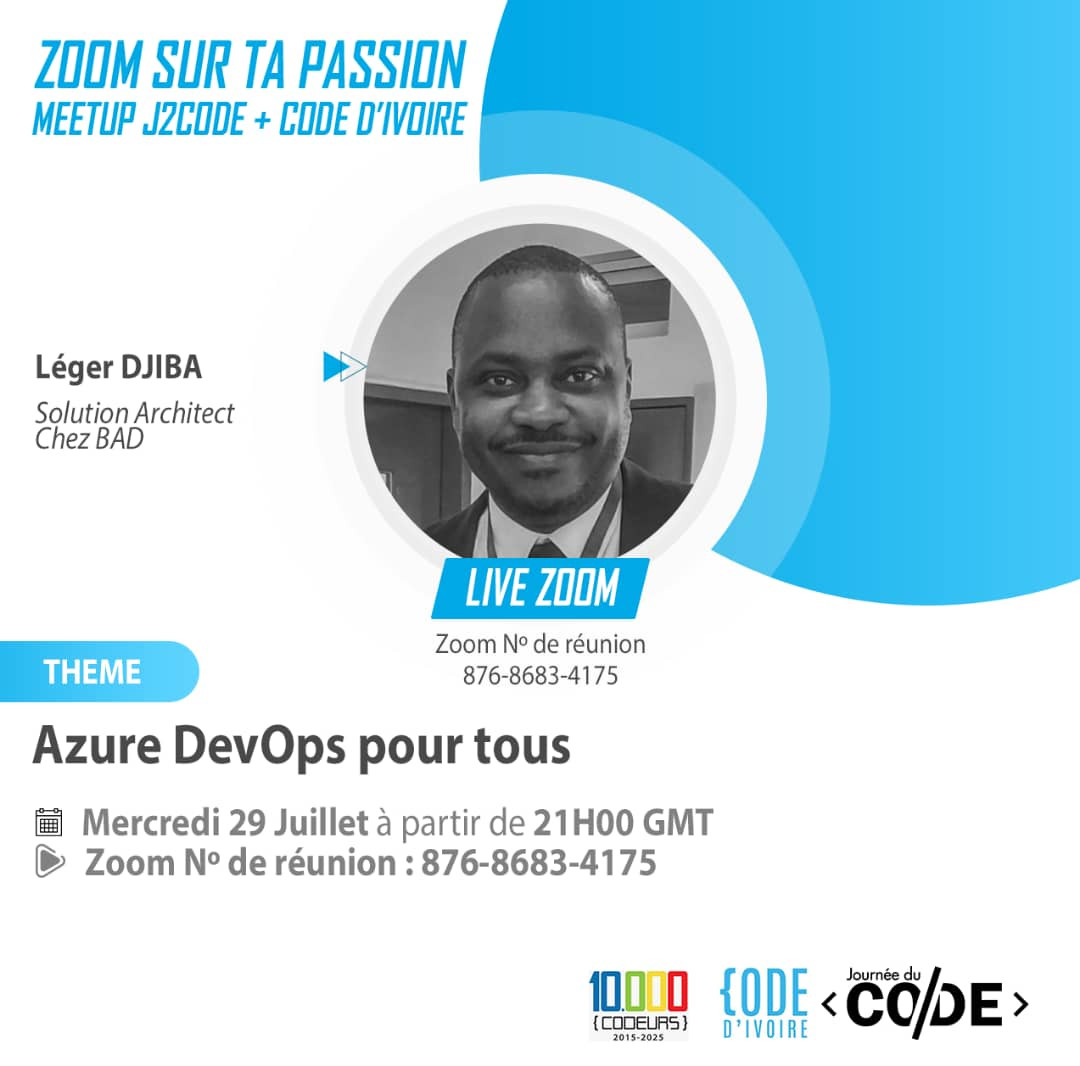 ZOOM SUR TA PASSION
MEETUP J2CODE + CODE D'IVOIRE
Léger DJIBA
Solution Architect
Chez BAD
LIVE ZOOM
Zoom Nº de réunion
876-8683-4175
THEME
Azure DevOps pour tous
Mercredi 29 Juillet à partir de 21H00 GMT
Zoom Nº de réunion : 876-8683-4175
10.000
{CODEURS}
2015-2025
{ODE
D'IVOIRE
Journée du
<CO/DE>